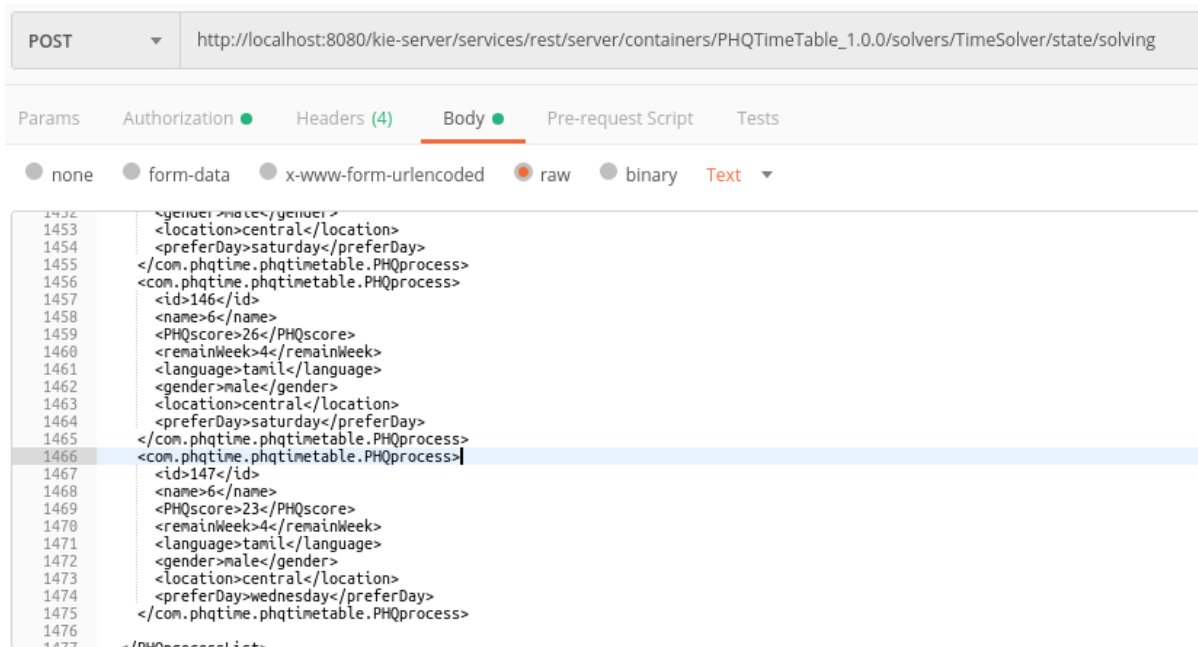 POST http://localhost:8080/kie-server/services/rest/server/containers/PHQTimeTable_1.0.0/solvers/TimeSolver/state/solving
Params Authorization Headers (4) Body Pre-request Script Tests
none form-data x-www-form-urlencoded raw binary Text
1452 <gender>male</gender>
1453 <location>central</location>
1454 <preferDay>saturday</preferDay>
1455 </com.phqtime.phqtimetable.PHQprocess>
1456 <com.phqtime.phqtimetable.PHQprocess>
1457 <id>146</id>
1458 <name>6</name>
1459 <PHQscore>26</PHQscore>
1460 <remainWeek>4</remainWeek>
1461 <language>tamil</language>
1462 <gender>male</gender>
1463 <location>central</location>
1464 <preferDay>saturday</preferDay>
1465 </com.phqtime.phqtimetable.PHQprocess>
1466 <com.phqtime.phqtimetable.PHQprocess>
1467 <id>147</id>
1468 <name>6</name>
1469 <PHQscore>23</PHQscore>
1470 <remainWeek>4</remainWeek>
1471 <language>tamil</language>
1472 <gender>male</gender>
1473 <location>central</location>
1474 <preferDay>wednesday</preferDay>
1475 </com.phqtime.phqtimetable.PHQprocess>
1476
1477 </PHQprocessList>